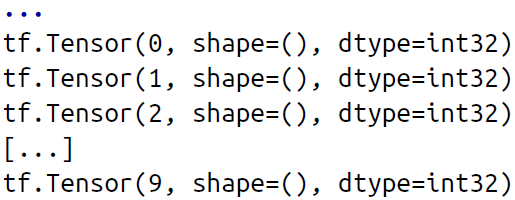 ...
tf.Tensor(0, shape=(), dtype=int32)
tf.Tensor(1, shape=(), dtype=int32)
tf.Tensor(2, shape=(), dtype=int32)
[...]
tf.Tensor(9, shape=(), dtype=int32)